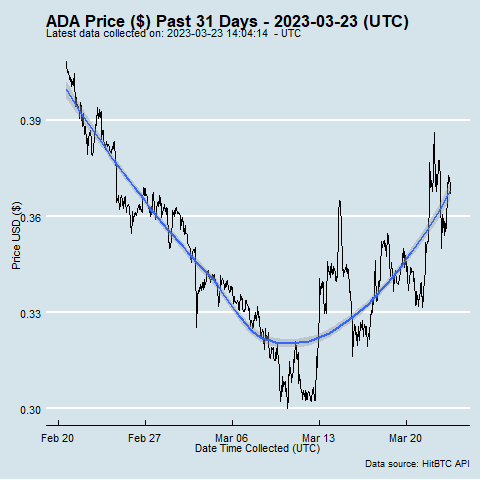 ADA Price ($) Past 31 Days - 2023-03-23 (UTC)
Latest data collected on: 2023-03-23 14:04:14  - UTC
0.39
0.36
0.33
0.30
Price USD ($)
Feb 20
Feb 27
Mar 06
Mar 13
Mar 20
Date Time Collected (UTC)
Data source: HitBTC API